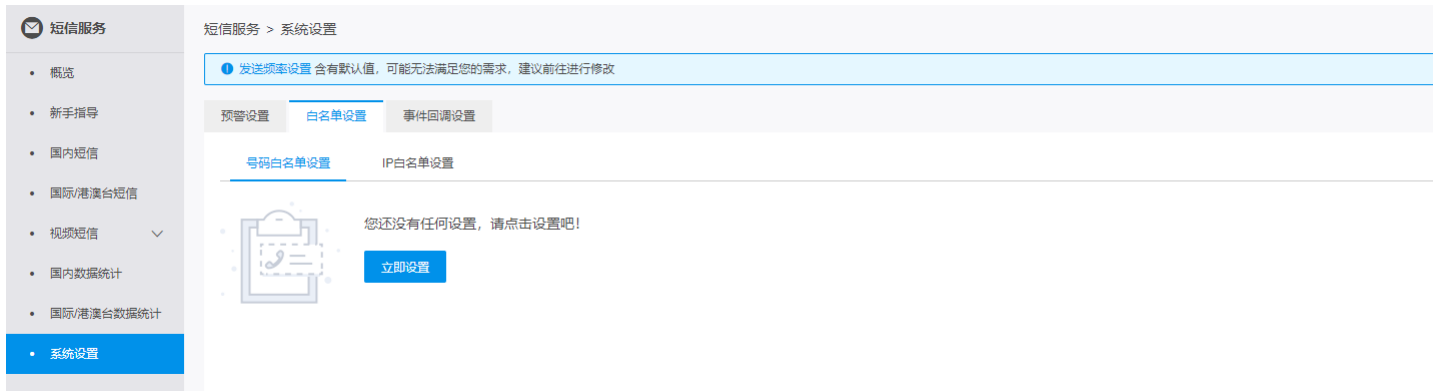 短信服务
概览
新手指导
国内短信
国际/港澳台短信
视频短信
国内数据统计
国际/港澳台数据统计
系统设置
短信服务 > 系统设置
发送频率设置 含有默认值，可能无法满足您的需求，建议前往进行修改
预警设置 白名单设置 事件回调设置
号码白名单设置 IP白名单设置
您还没有任何设置，请点击设置吧！
立即设置